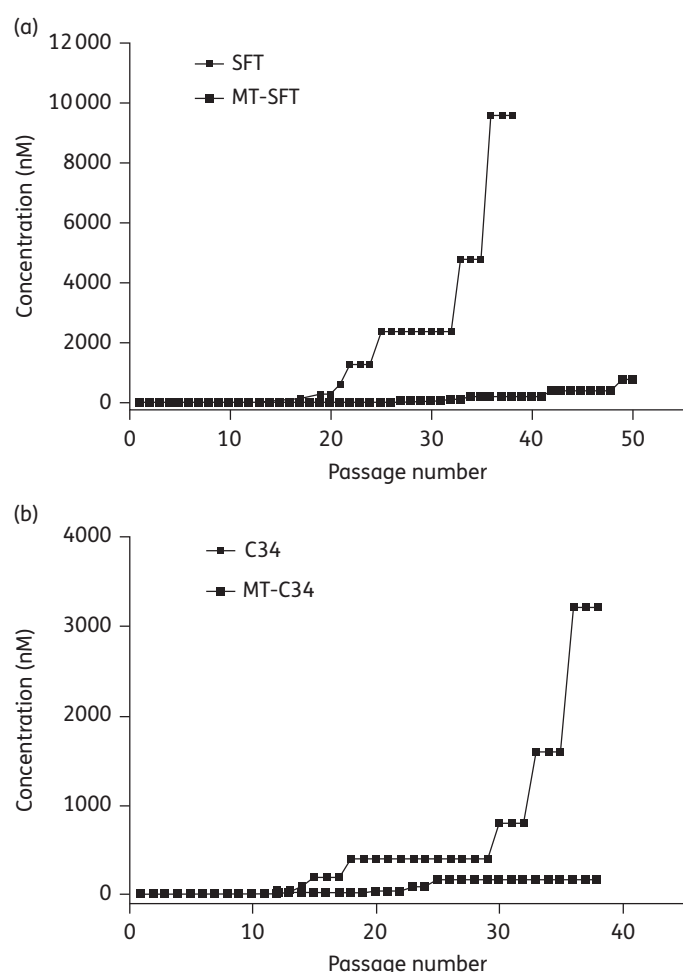 (a)
12 000
10 000
8000
6000
4000
2000
0
Concentration (nM)
SFT
MT-SFT
0 10 20 30 40 50
Passage number
(b)
4000
3000
2000
1000
0
Concentration (nM)
C34
MT-C34
0 10 20 30 40
Passage number